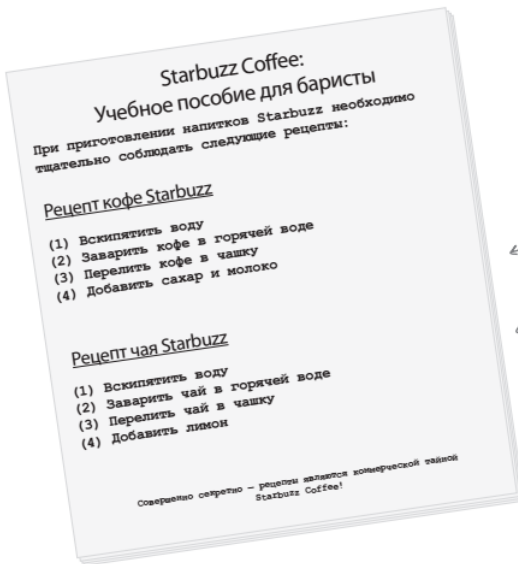 Starbuzz Coffee:
Учебное пособие для баристы
При приготовлении напитков Starbuzz необходимо
тщательно соблюдать следующие рецепты:
Рецепт кофе Starbuzz
(1) Вскипятить воду
(2) Заварить кофе в горячей воде
(3) Перелить кофе в чашку
(4) Добавить сахар и молоко
Рецепт чая Starbuzz
(1) Вскипятить воду
(2) Заварить чай в горячей воде
(3) Перелить чай в чашку
(4) Добавить лимон
Совершенно секретно — рецепты являются коммерческой тайной
Starbuzz Coffee!